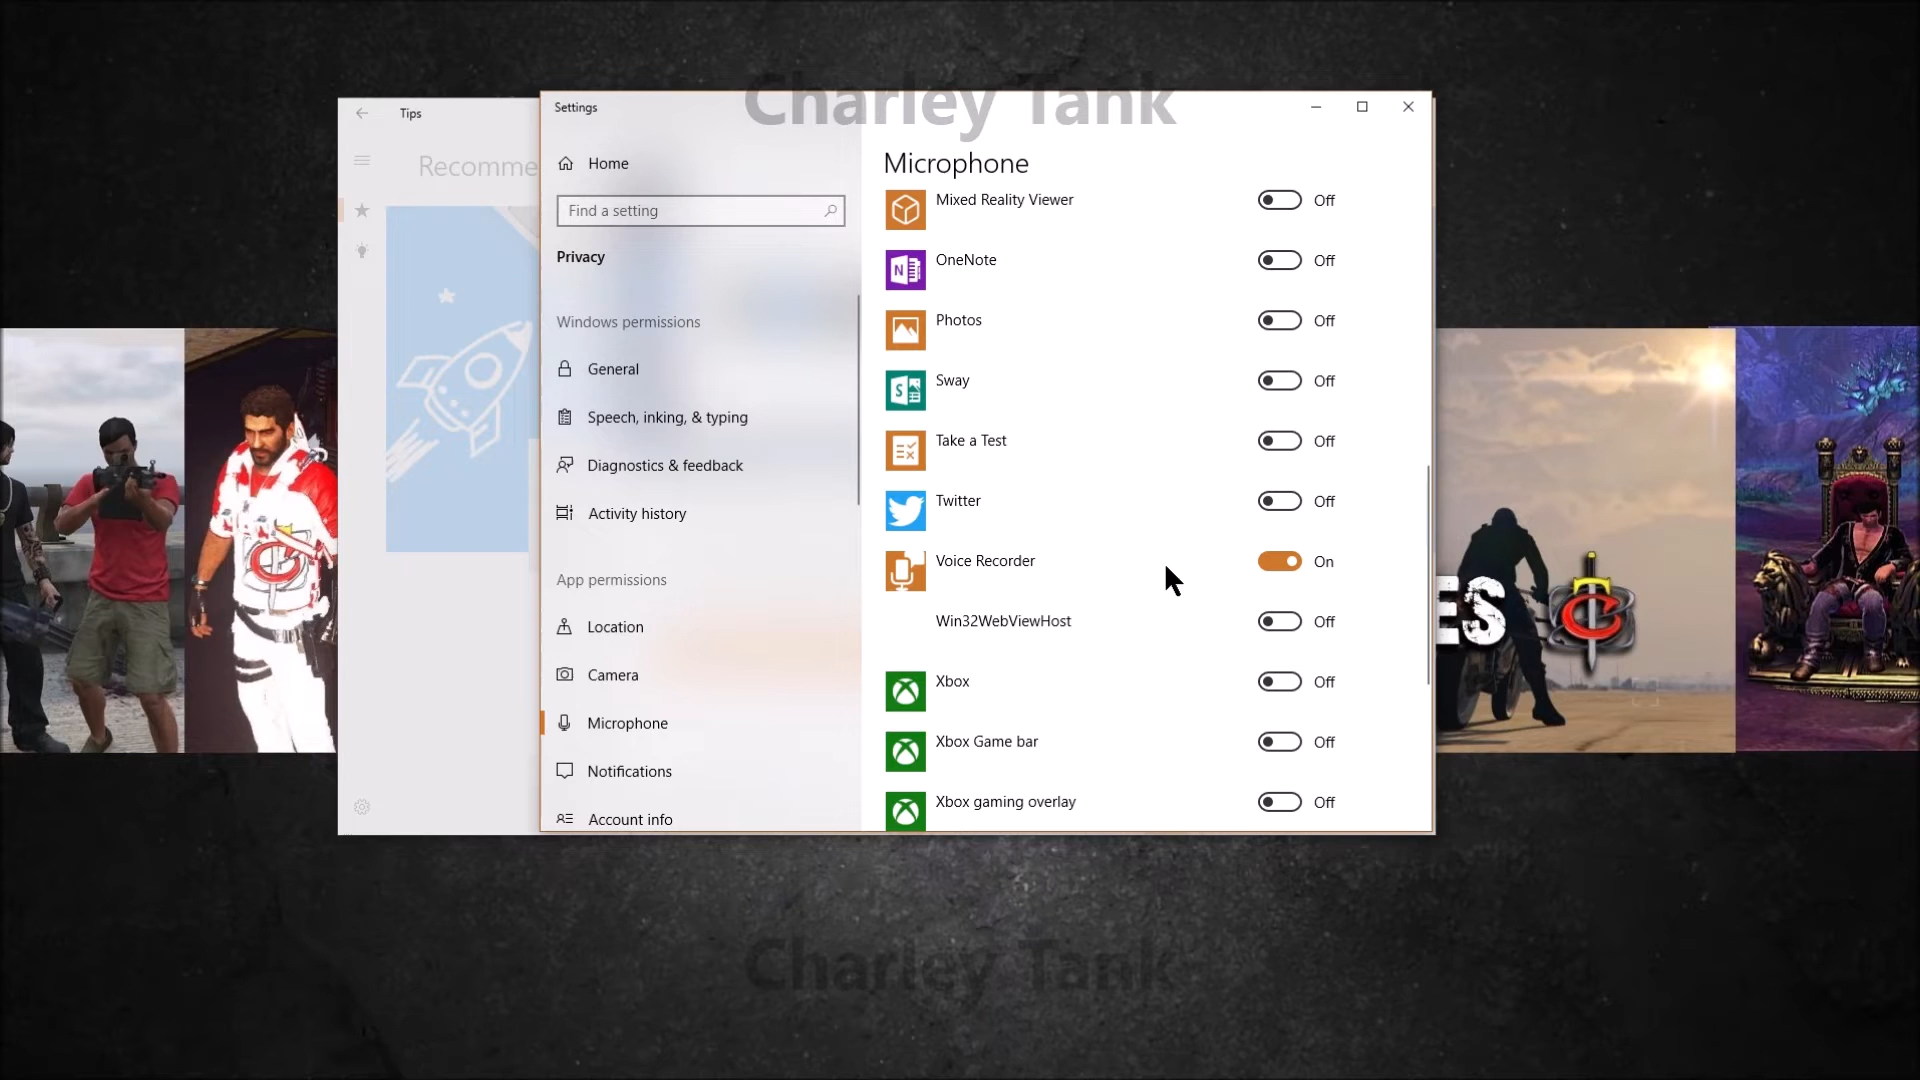 Charley Tank
Tips
Recomme
Settings
Home
Find a setting
Privacy
Windows permissions
General
Speech, inking, & typing
Diagnostics & feedback
Activity history
App permissions
Location
Camera
Microphone
Notifications
Account info
Microphone
Mixed Reality Viewer Off
OneNote Off
Photos Off
Sway Off
Take a Test Off
Twitter Off
Voice Recorder On
Win32WebViewHost Off
Xbox Off
Xbox Game bar Off
Xbox gaming overlay Off
ES
Charley Tank